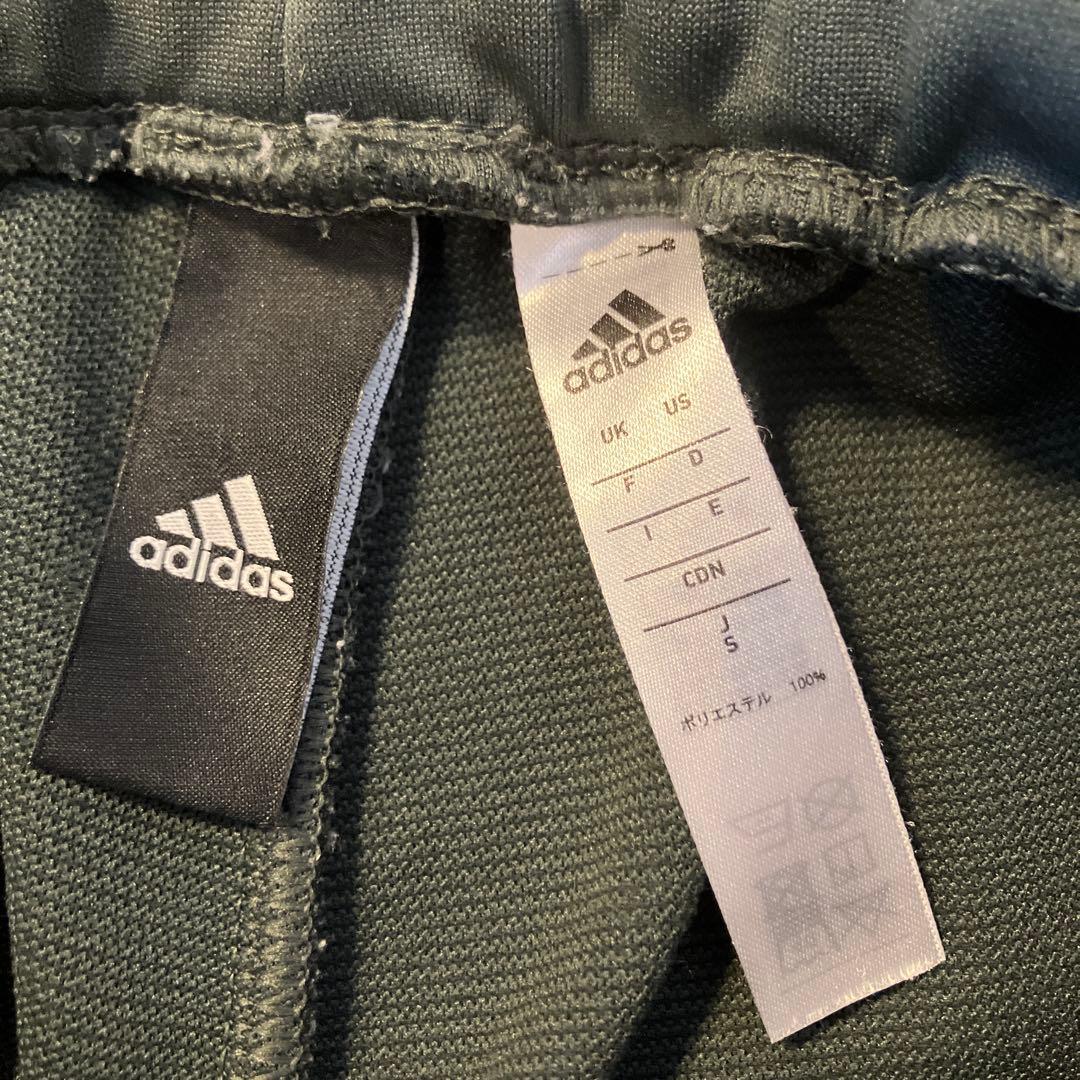 adidas
adidas
UK US
F D
I E
CDN
J
S
ポリエステル 100%